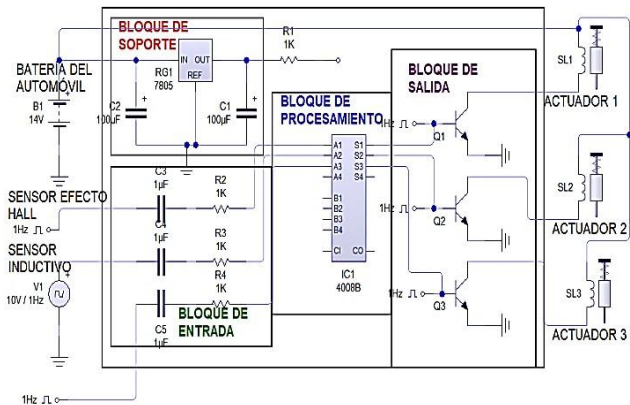 BLOQUE DE
SOPORTE
R1
1K
IN OUT
REF
RG1
7805
BATERÍA DEL
AUTOMÓVIL
B1
14V
C2
100µF
C1
100µF
BLOQUE DE
PROCESAMIENTO
BLOQUE DE
SALIDA
SL1
ACTUADOR 1
1Hz
Q1
A1
A2
A3
A4
B1
B2
B3
B4
CI
S1
S2
S3
S4
CO
IC1
4008B
C3
1µF
R2
1K
SENSOR EFECTO
HALL
1Hz
C4
1µF
R3
1K
SENSOR
INDUCTIVO
V1
10V / 1Hz
R4
1K
C5
1µF
BLOQUE DE
ENTRADA
1Hz
Q2
SL2
ACTUADOR 2
1Hz
Q3
SL3
ACTUADOR 3
1Hz